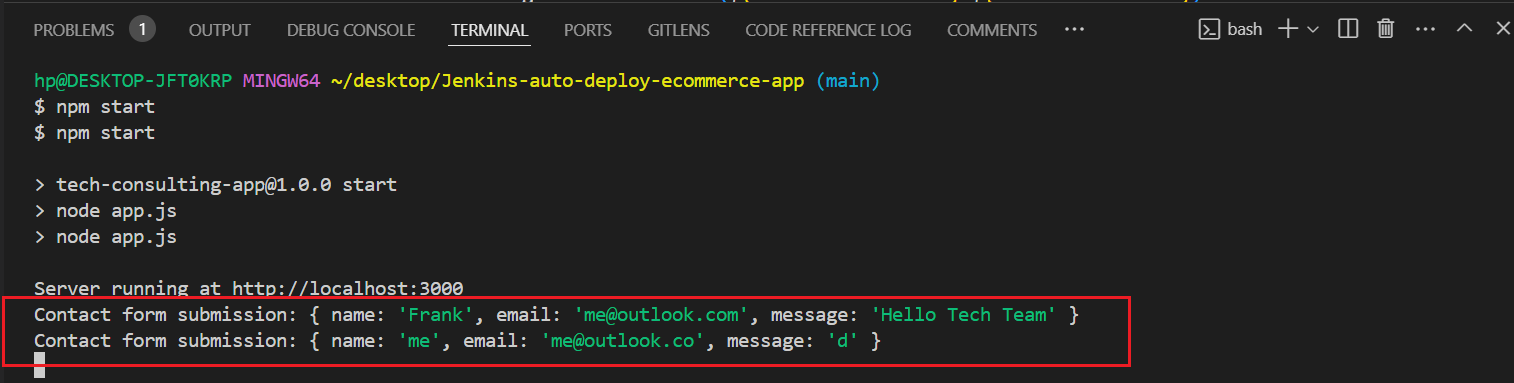 PROBLEMS 1 OUTPUT DEBUG CONSOLE TERMINAL PORTS GITLENS CODE REFERENCE LOG COMMENTS ··· bash ···
hp@DESKTOP-JFT0KRP MINGW64 ~/desktop/Jenkins-auto-deploy-ecommerce-app (main)
$ npm start
$ npm start
> tech-consulting-app@1.0.0 start
> node app.js
> node app.js
Server running at http://localhost:3000
Contact form submission: { name: 'Frank', email: 'me@outlook.com', message: 'Hello Tech Team' }
Contact form submission: { name: 'me', email: 'me@outlook.co', message: 'd' }